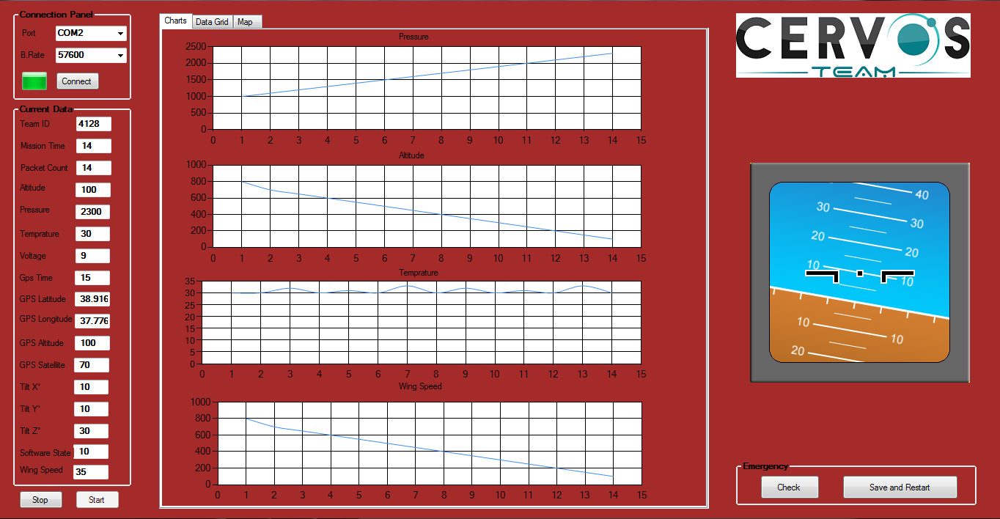 Connection Panel
Port COM2
B.Rate 57600
Connect
Current Data
Team ID 4128
Mission Time 14
Packet Count 14
Altitude 100
Pressure 2300
Temprature 30
Voltage 9
Gps Time 15
GPS Latitude 38.916
GPS Longitude 37.776
GPS Altitude 100
GPS Satellite 70
Tilt X° 10
Tilt Y° 10
Tilt Z° 30
Software State 10
Wing Speed 35
Stop Start
Charts Data Grid Map
Pressure
2500
2000
1500
1000
500
0
0 1 2 3 4 5 6 7 8 9 10 11 12 13 14 15
Altitude
1000
800
600
400
200
0
0 1 2 3 4 5 6 7 8 9 10 11 12 13 14 15
Temprature
35
30
25
20
15
10
5
0
0 1 2 3 4 5 6 7 8 9 10 11 12 13 14 15
Wing Speed
1000
800
600
400
200
0
0 1 2 3 4 5 6 7 8 9 10 11 12 13 14 15
CERVOS
TEAM
40
30 30
20 20
10 10
10 10
20
Emergency
Check Save and Restart